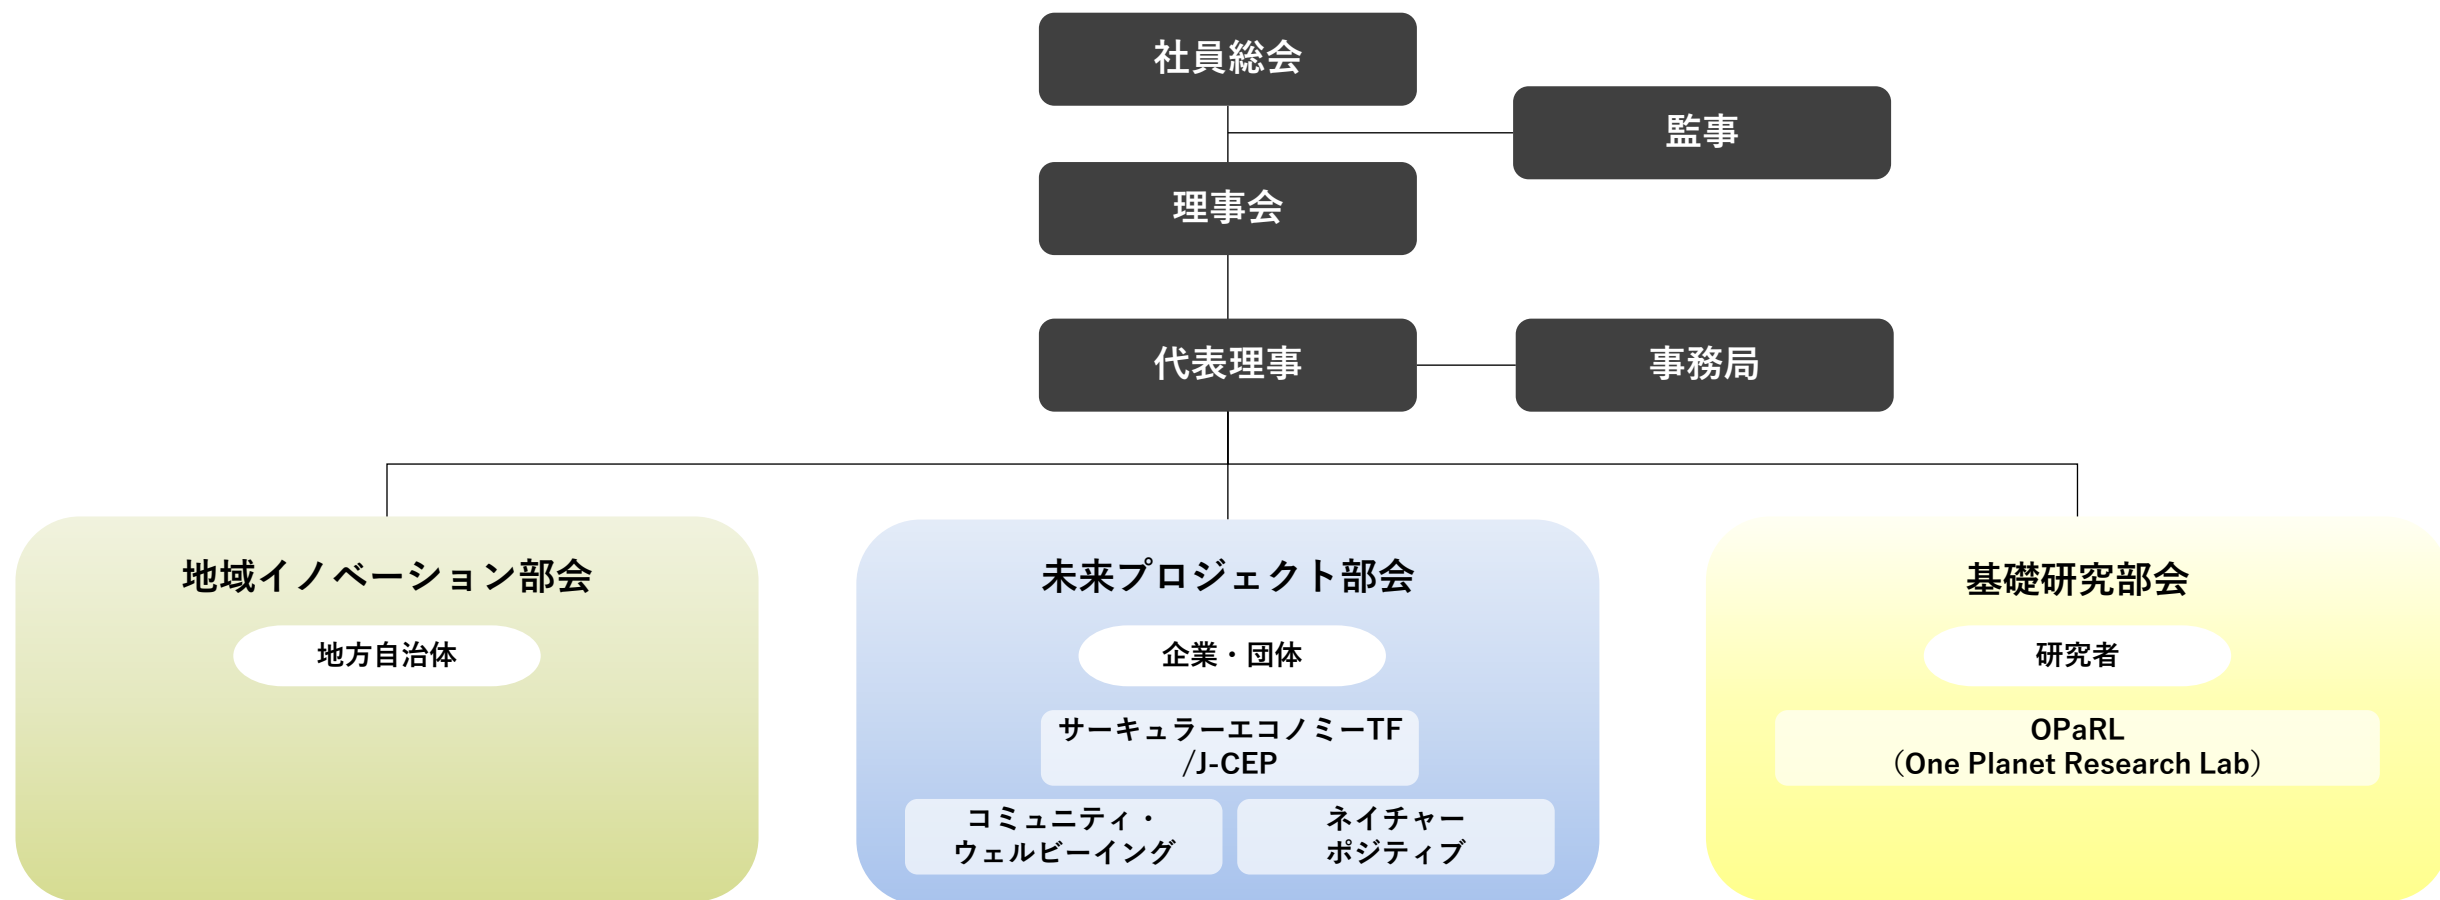 社員総会
監事
理事会
代表理事
事務局
地域イノベーション部会
地方自治体
未来プロジェクト部会
企業・団体
サーキュラーエコノミーTF
/J-CEP
コミュニティ・
ウェルビーイング
ネイチャー
ポジティブ
基礎研究部会
研究者
OPaRL
（One Planet Research Lab）